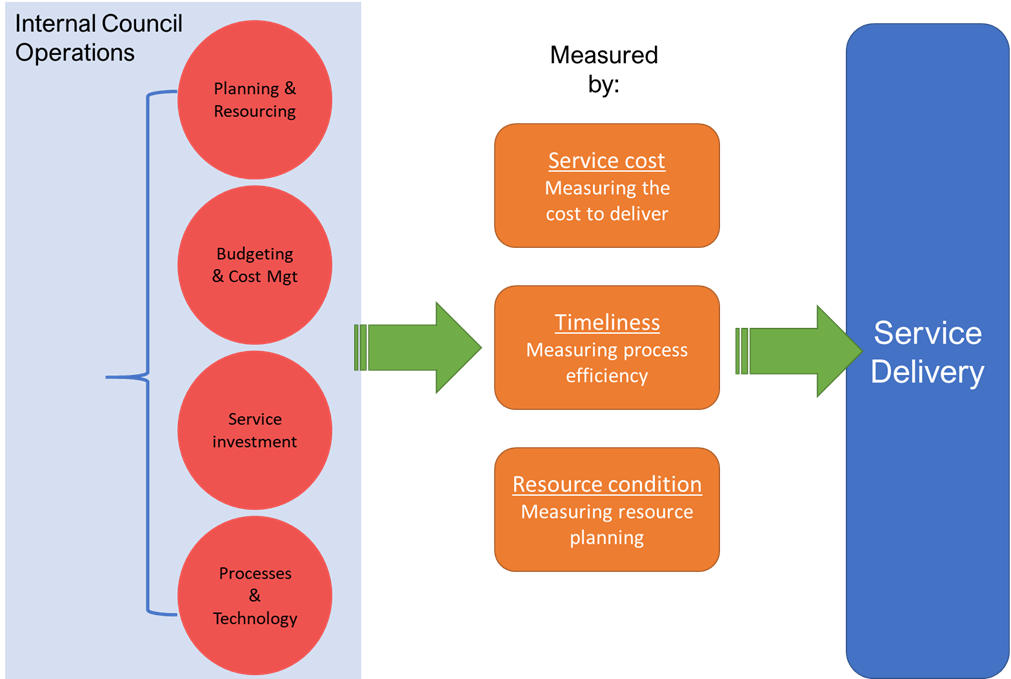 Internal Council
Operations
Planning &
Resourcing
Budgeting
& Cost Mgt
Service
investment
Processes
&
Technology
Measured
by:
Service cost
Measuring the
cost to deliver
Timeliness
Measuring process
efficiency
Resource condition
Measuring resource
planning
Service
Delivery